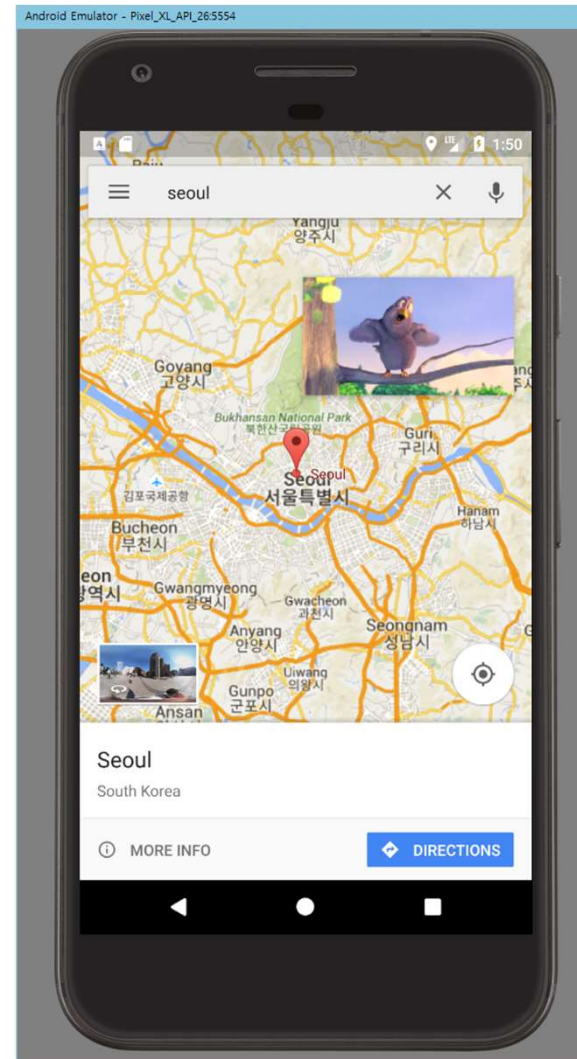 Android Emulator - Pixel_XL_API_26:5554
LTE 1:50
seoul
Yangju
양주시
Goyang
고양시
Bukhansan National Park
북한산국립공원
Guri
구리시
Seoul
Seoul
서울특별시
김포국제공항
Hanam
하남시
Bucheon
부천시
eon
Gwangmyeong
광명시
Gwacheon
과천시
Seongnam
성남시
Anyang
안양시
Uiwang
의왕시
Gunpo
군포시
Ansan
Seoul
South Korea
MORE INFO
DIRECTIONS